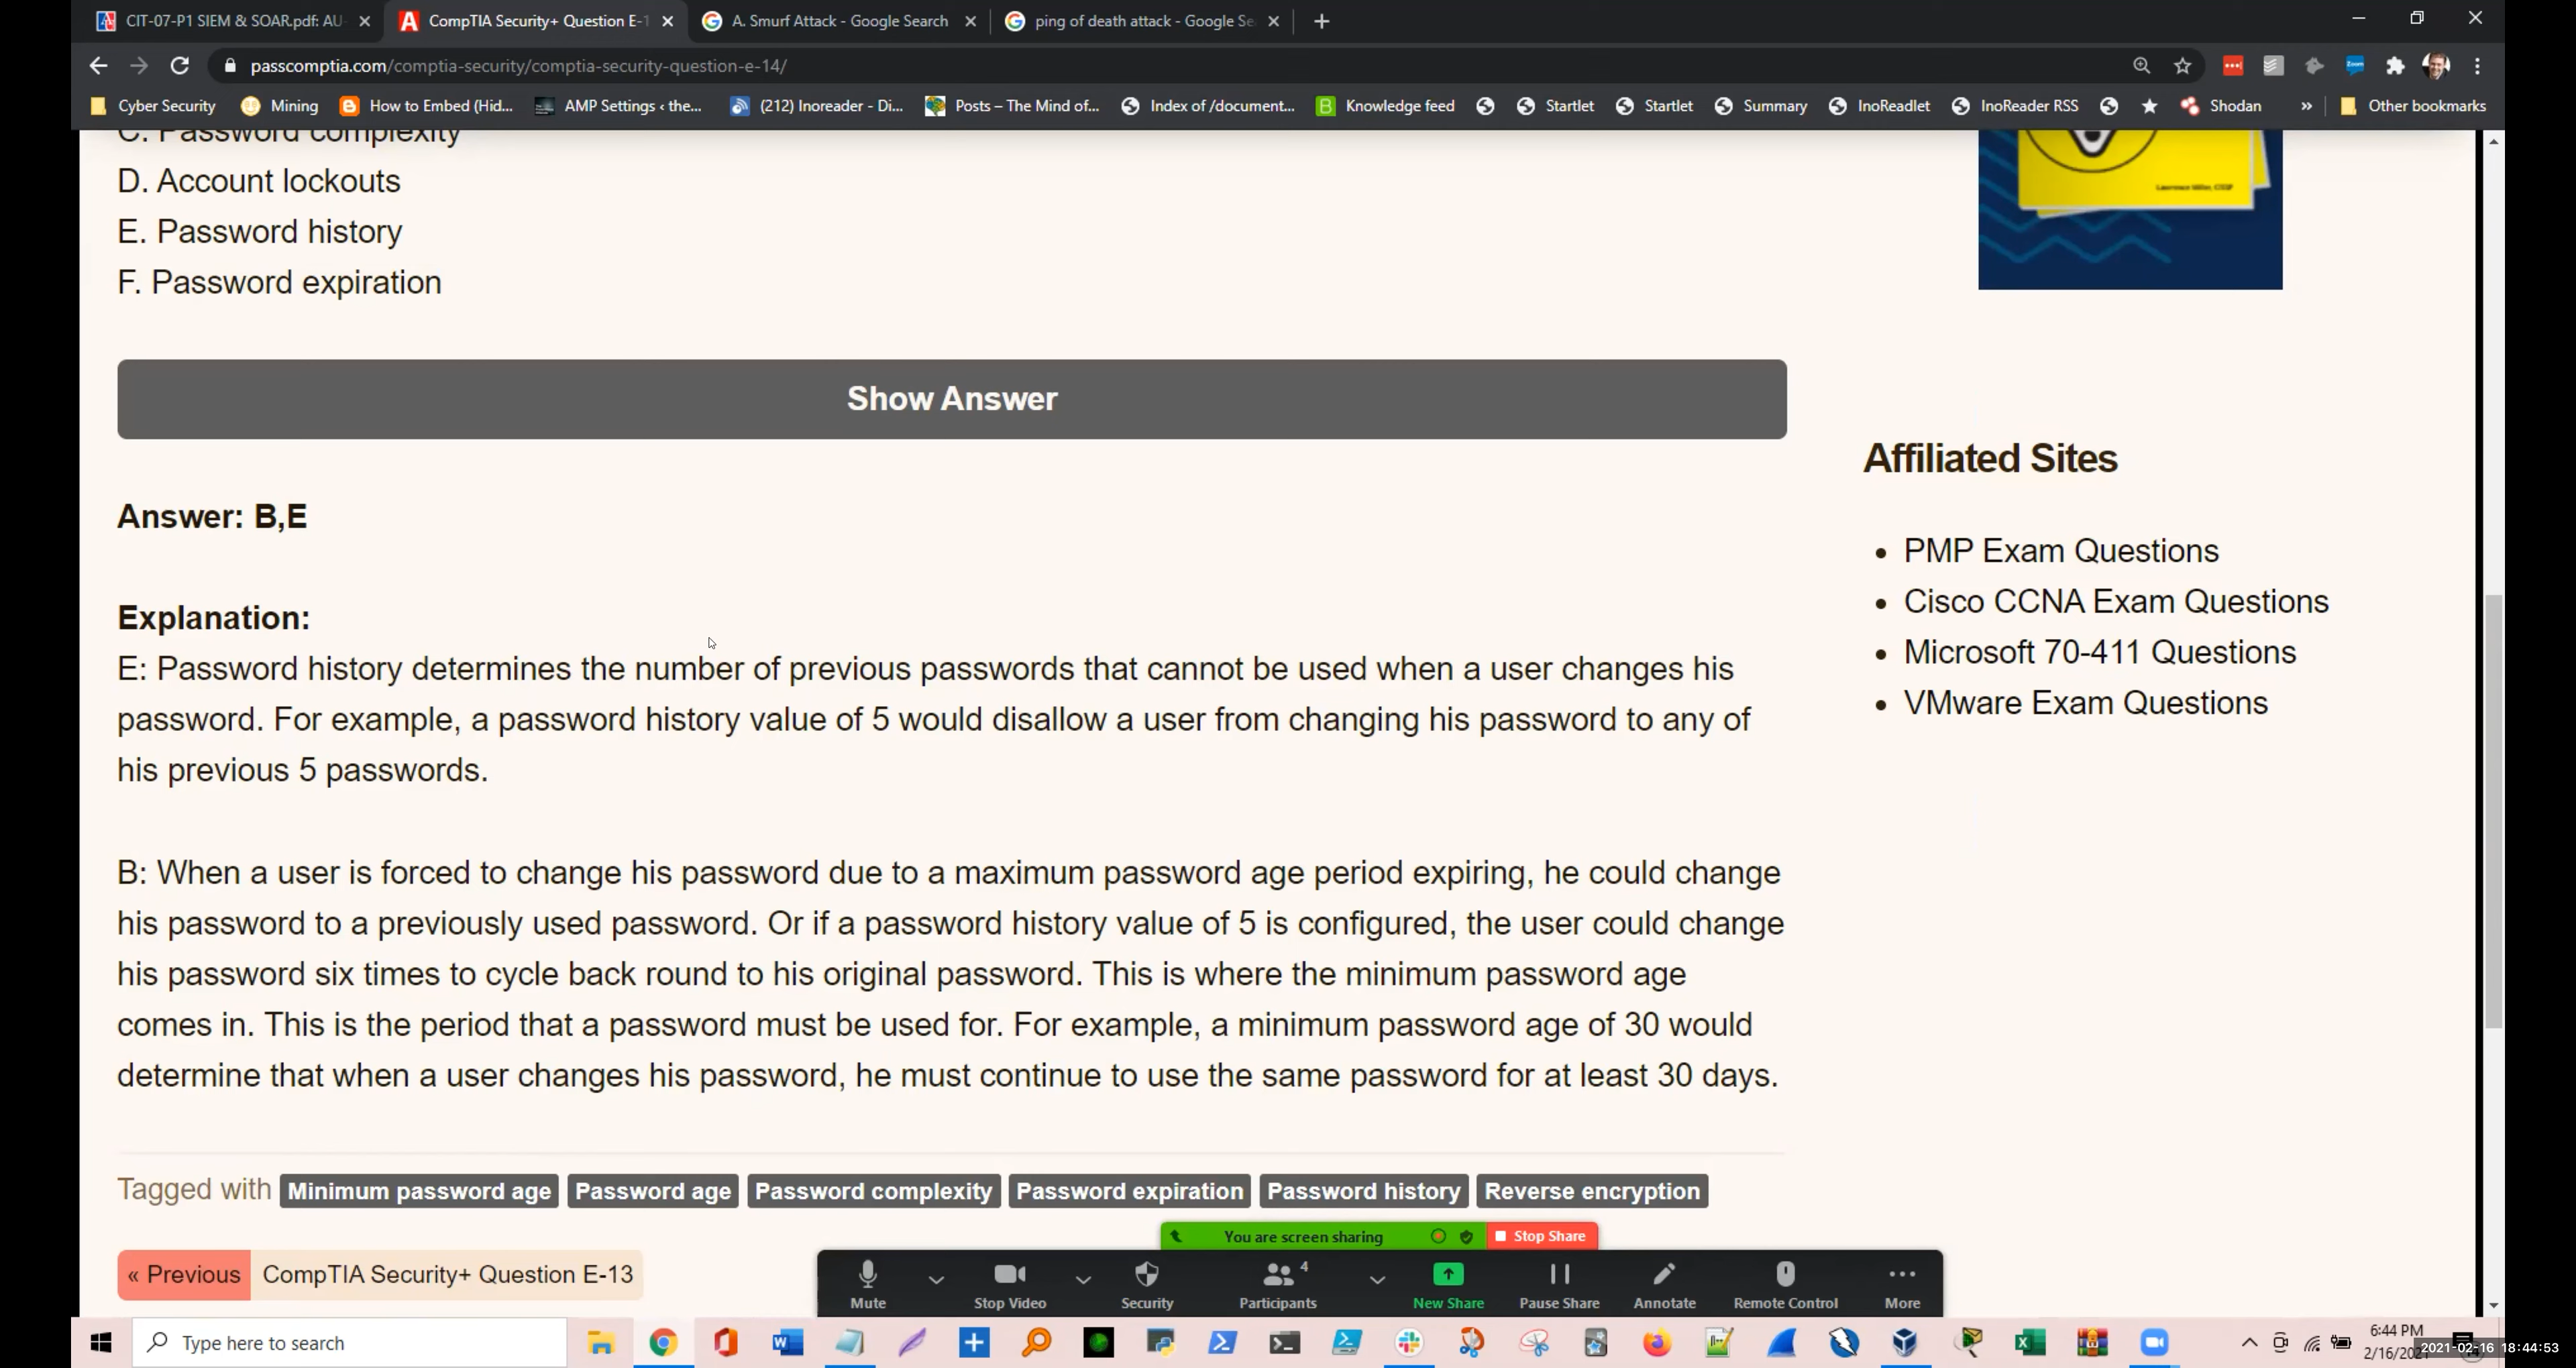 CIT-07-P1 SIEM & SOAR.pdf: AU-
CompTIA Security+ Question E-1
A. Smurf Attack - Google Search
ping of death attack - Google Se
passcomptia.com/comptia-security/comptia-security-question-e-14/
Cyber Security
Mining
How to Embed (Hid...
AMP Settings ‹ the...
(212) Inoreader - Di...
Posts – The Mind of...
Index of /document...
Knowledge feed
Startlet
Startlet
Summary
InoReadlet
InoReader RSS
Shodan
»
Other bookmarks
C. Password complexity
D. Account lockouts
E. Password history
F. Password expiration
Show Answer
Answer: B,E
Explanation:
E: Password history determines the number of previous passwords that cannot be used when a user changes his
password. For example, a password history value of 5 would disallow a user from changing his password to any of
his previous 5 passwords.
B: When a user is forced to change his password due to a maximum password age period expiring, he could change
his password to a previously used password. Or if a password history value of 5 is configured, the user could change
his password six times to cycle back round to his original password. This is where the minimum password age
comes in. This is the period that a password must be used for. For example, a minimum password age of 30 would
determine that when a user changes his password, he must continue to use the same password for at least 30 days.
Tagged with Minimum password age Password age Password complexity Password expiration Password history Reverse encryption
« Previous CompTIA Security+ Question E-13
Affiliated Sites
• PMP Exam Questions
• Cisco CCNA Exam Questions
• Microsoft 70-411 Questions
• VMware Exam Questions
You are screen sharing
Stop Share
Mute
Stop Video
Security
4
Participants
New Share
Pause Share
Annotate
Remote Control
More
Type here to search
6:44 PM
2/16/202
2021-02-16 18:44:53